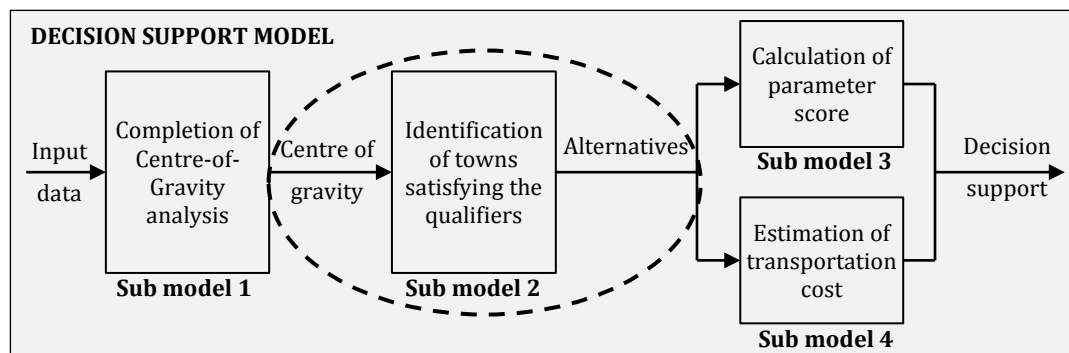 DECISION SUPPORT MODEL
Input
data
Completion of
Centre-of-
Gravity
analysis
Sub model 1
Centre of
gravity
Identification
of towns
satisfying the
qualifiers
Sub model 2
Alternatives
Calculation of
parameter
score
Sub model 3
Estimation of
transportation
cost
Sub model 4
Decision
support